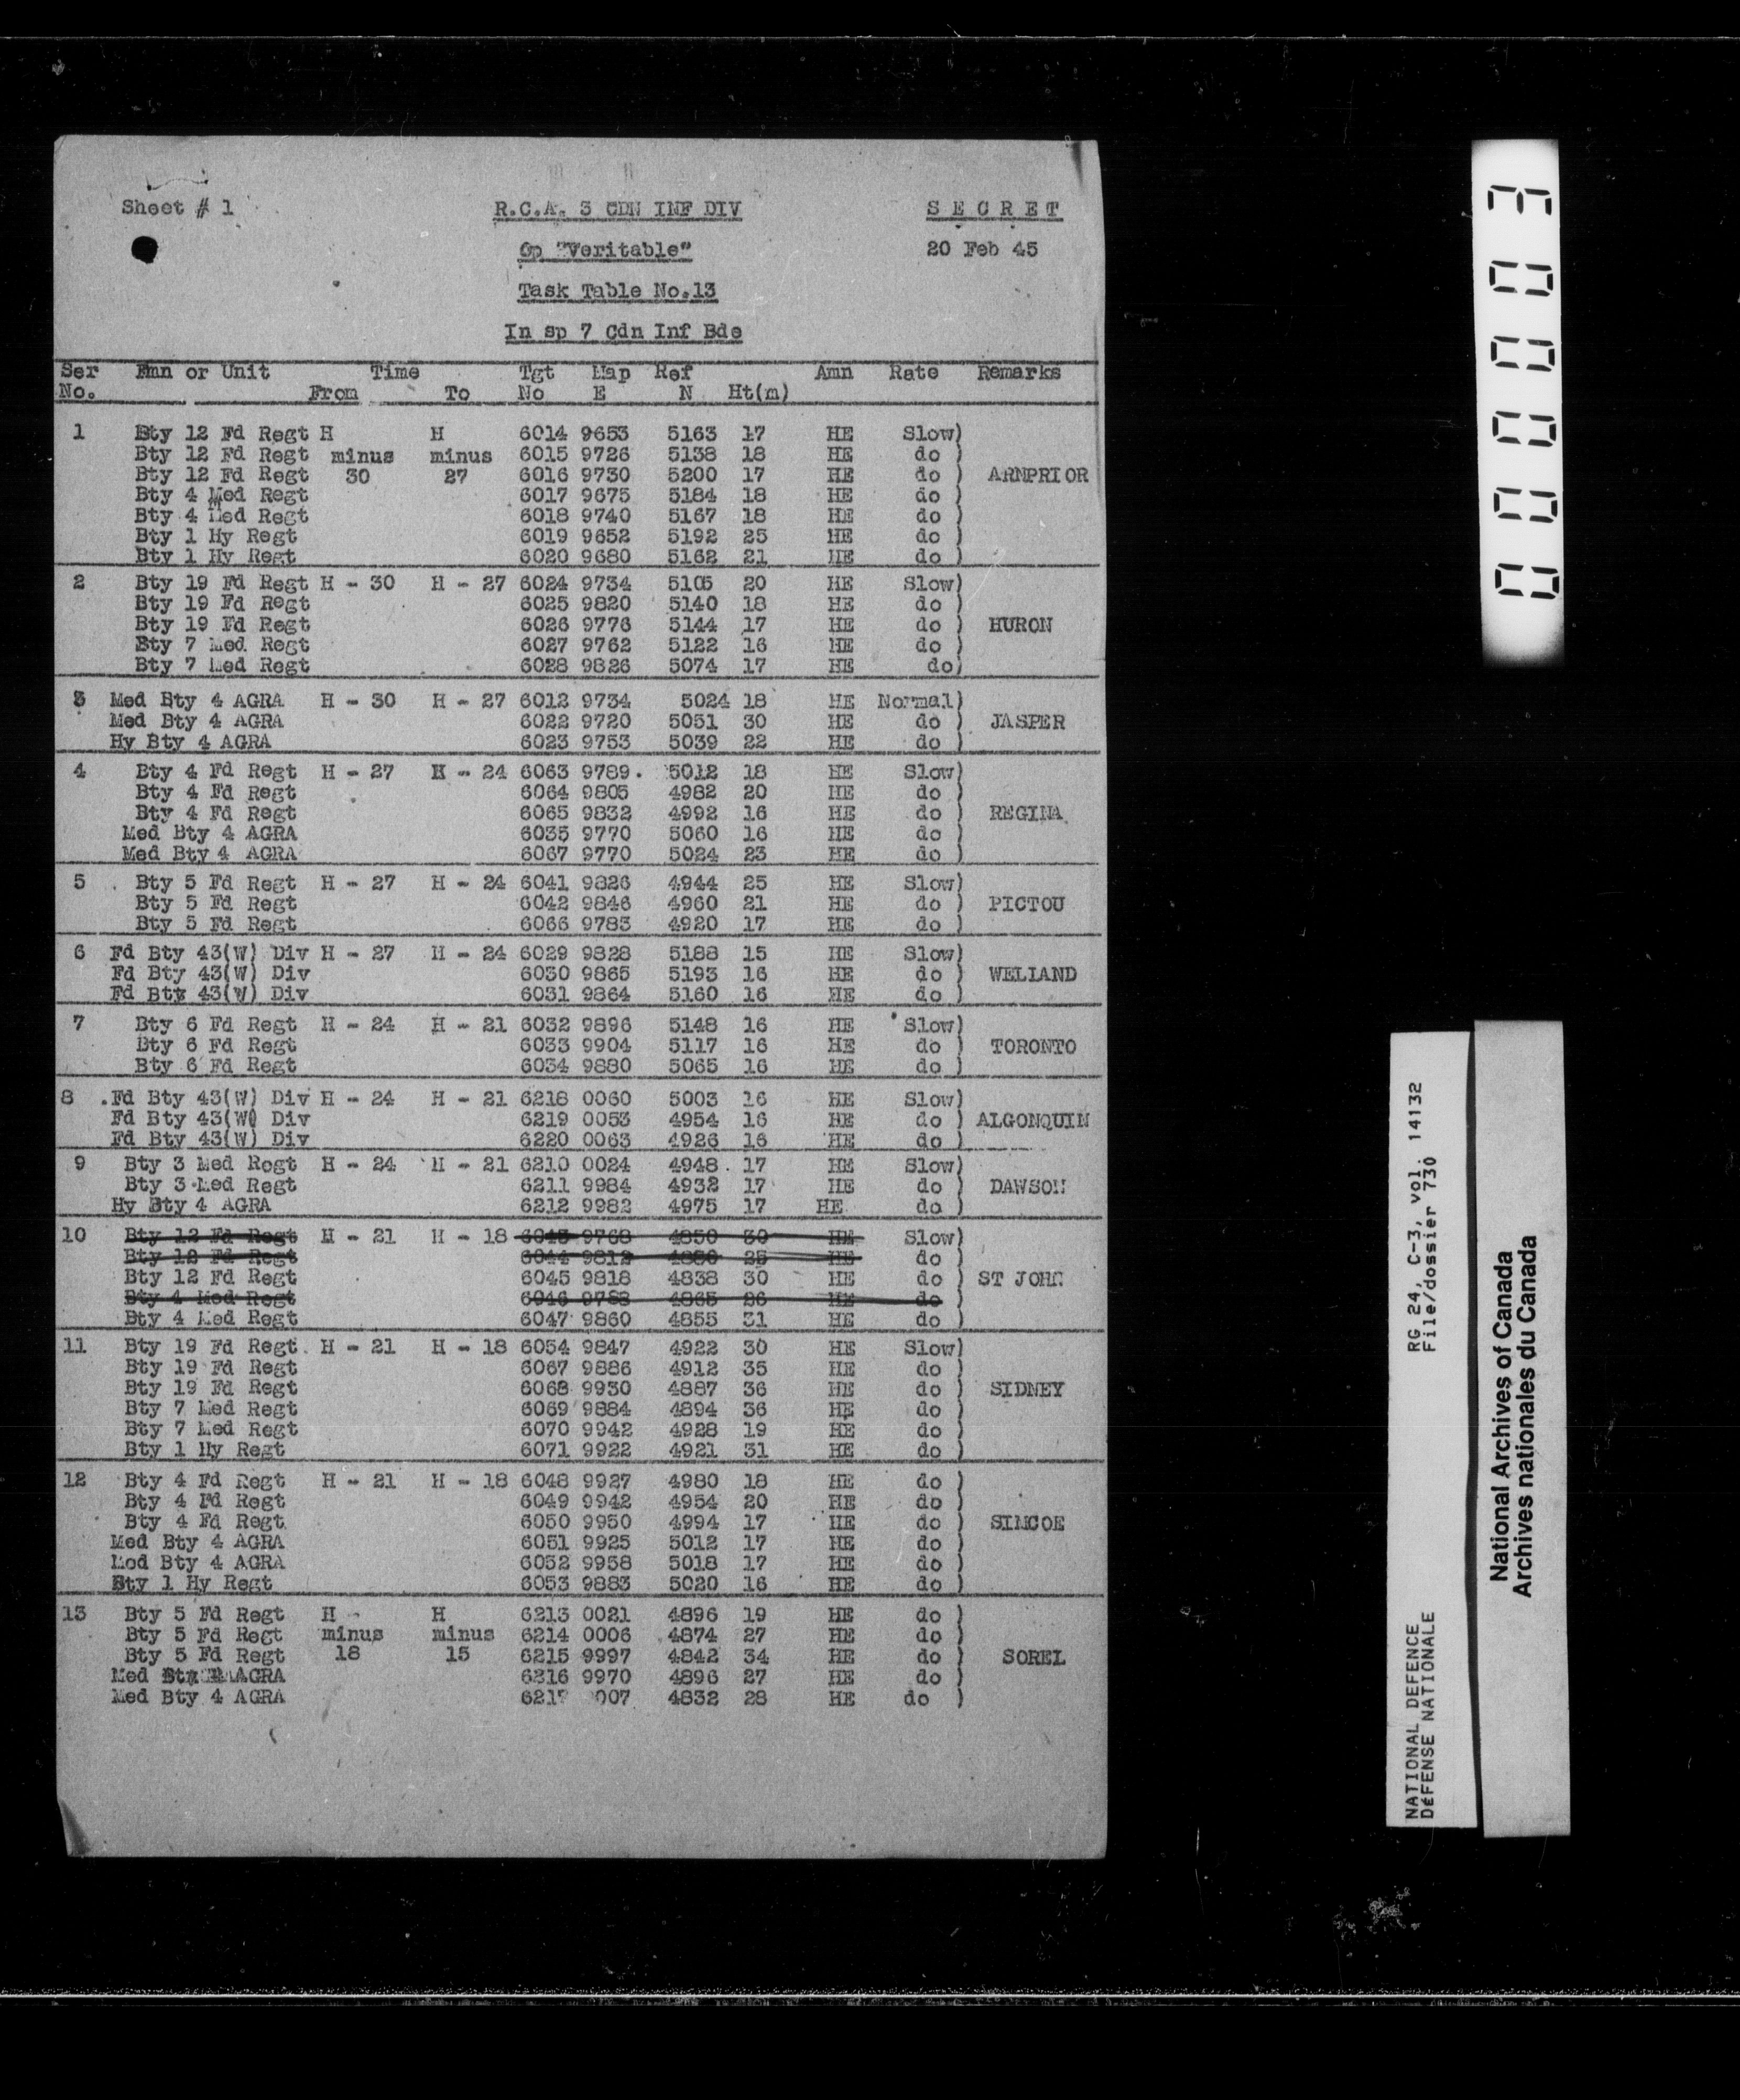 Sheet # 1 R.C.A. 3 CDN INF DIV S E C R E T
Op "Veritable" 20 Feb 45
Task Table No.13
In sp 7 Cdn Inf Bde
Ser Fmn or Unit Time Tgt Map Ref Amn Rate Remarks
No. From To No E N Ht(m)
1 Bty 12 Fd Regt H H 6014 9653 5163 17 HE Slow)
Bty 12 Fd Regt minus minus 6015 9726 5138 18 HE do )
Bty 12 Fd Regt 30 27 6016 9730 5200 17 HE do ) ARNPRIOR
Bty 4 Med Regt 6017 9675 5184 18 HE do )
Bty 4 Med Regt 6018 9740 5167 18 HE do )
Bty 1 Hy Regt 6019 9652 5192 25 HE do )
Bty 1 Hy Regt 6020 9680 5162 21 HE do )
2 Bty 19 Fd Regt H - 30 H - 27 6024 9734 5105 20 HE Slow)
Bty 19 Fd Regt 6025 9820 5140 18 HE do )
Bty 19 Fd Regt 6026 9776 5144 17 HE do ) HURON
Bty 7 Med Regt 6027 9762 5122 16 HE do )
Bty 7 Med Regt 6028 9826 5074 17 HE do)
3 Med Bty 4 AGRA H - 30 H - 27 6012 9734 5024 18 HE Normal)
Med Bty 4 AGRA 6022 9720 5051 30 HE do ) JASPER
Hy Bty 4 AGRA 6023 9753 5039 22 HE do )
4 Bty 4 Fd Regt H - 27 H - 24 6063 9789. 5012 18 HE Slow)
Bty 4 Fd Regt 6064 9805 4982 20 HE do )
Bty 4 Fd Regt 6065 9832 4992 16 HE do ) REGINA
Med Bty 4 AGRA 6035 9770 5060 16 HE do )
Med Bty 4 AGRA 6067 9770 5024 23 HE do )
5 Bty 5 Fd Regt H - 27 H - 24 6041 9826 4944 25 HE Slow)
Bty 5 Fd Regt 6042 9846 4960 21 HE do ) PICTOU
Bty 5 Fd Regt 6066 9783 4920 17 HE do )
6 Fd Bty 43(W) Div H - 27 H - 24 6029 9828 5188 15 HE Slow)
Fd Bty 43(W) Div 6030 9865 5193 16 HE do ) WELLAND
Fd Bty 43(W) Div 6031 9864 5160 16 HE do )
7 Bty 6 Fd Regt H - 24 H - 21 6032 9896 5148 16 HE Slow)
Bty 6 Fd Regt 6033 9904 5117 16 HE do ) TORONTO
Bty 6 Fd Regt 6034 9880 5065 16 HE do )
8 .Fd Bty 43(W) Div H - 24 H - 21 6218 0060 5003 16 HE Slow)
Fd Bty 43(W) Div 6219 0053 4954 16 HE do ) ALGONQUIN
Fd Bty 43(W) Div 6220 0063 4926 16 HE do )
9 Bty 3 Med Regt H - 24 H - 21 6210 0024 4948 . 17 HE Slow)
Bty 3 Med Regt 6211 9984 4932 17 HE do ) DAWSON
Hy Bty 4 AGRA 6212 9982 4975 17 HE do )
10 Bty 12 Fd Regt H - 21 H - 18 6043 9768 4850 30 HE Slow)
Bty 12 Fd Regt 6044 9812 25 HE do )
Bty 12 Fd Regt 6045 9818 4838 30 HE do ) ST JOHN
Bty 4 Med Regt 6046 9788 4865 26 HE do
Bty 4 Med Regt 6047 9860 4855 31 HE do )
11 Bty 19 Fd Regt H - 21 H - 18 6054 9847 4922 30 HE Slow)
Bty 19 Fd Regt 6067 9886 4912 35 HE do )
Bty 19 Fd Regt 6068 9930 4887 36 HE do ) SIDNEY
Bty 7 Med Regt 6069 9884 4894 36 HE do )
Bty 7 Med Regt 6070 9942 4928 19 HE do )
Bty 1 Hy Regt 6071 9922 4921 31 HE do )
12 Bty 4 Fd Regt H - 21 H - 18 6048 9927 4980 18 HE do )
Bty 4 Fd Regt 6049 9942 4954 20 HE do )
Bty 4 Fd Regt 6050 9950 4994 17 HE do ) SIMCOE
Med Bty 4 AGRA 6051 9925 5012 17 HE do )
Med Bty 4 AGRA 6052 9958 5018 17 HE do )
Bty 1 Hy Regt 6053 9883 5020 16 HE do )
13 Bty 5 Fd Regt H H 6213 0021 4896 19 HE do )
Bty 5 Fd Regt minus minus 6214 0006 4874 27 HE do )
Bty 5 Fd Regt 18 15 6215 9997 4842 34 HE do ) SOREL
Med AGRA 6216 9970 4896 27 HE do )
Med Bty 4 AGRA 007 4832 28 HE do )
00003
RG 24, C-3, vol. 14132
File/dossier 730
NATIONAL DEFENCE
DÉFENSE NATIONALE
National Archives of Canada
Archives nationales du Canada